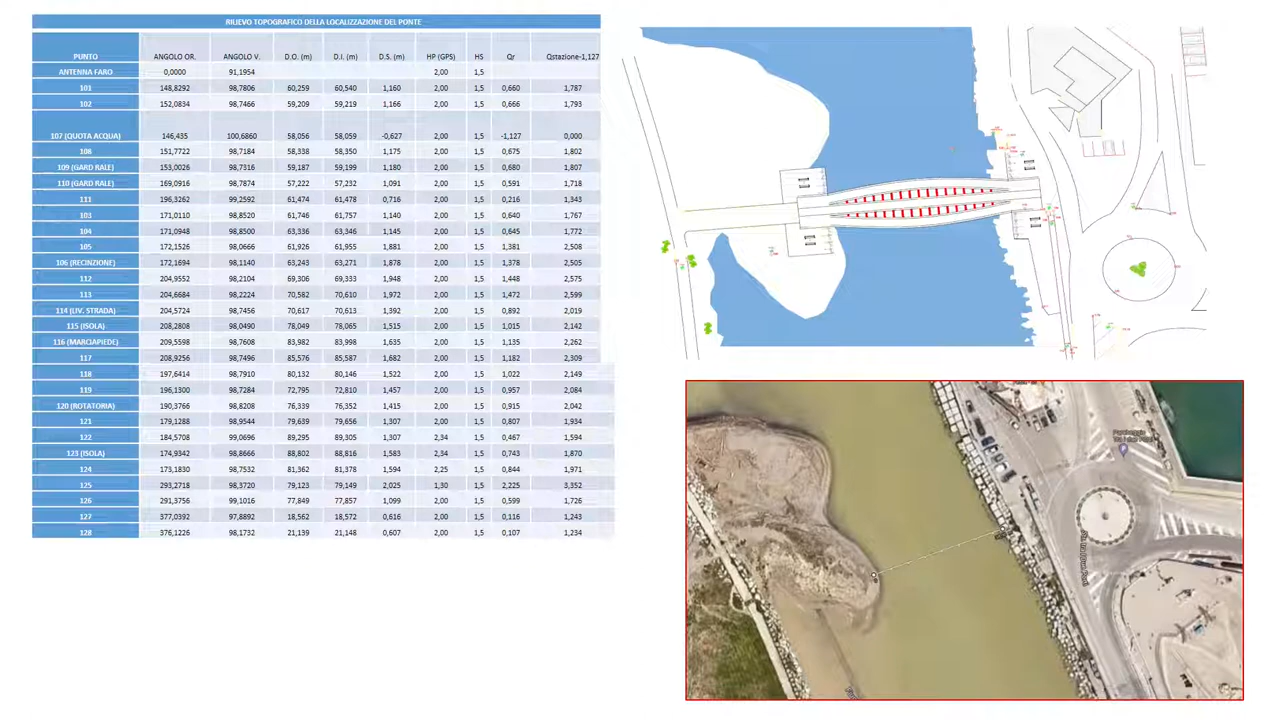 RILIEVO TOPOGRAFICO DELLA LOCALIZZAZIONE DEL PONTE
PUNTO ANGOLO OR. ANGOLO V. D.O. (m) D.I. (m) D.S. (m) HP (GPS) HS Qr Qstazione-1,127
ANTENNA FARO 0,0000 91,1954 2,00 1,5
101 148,8292 98,7806 60,259 60,540 1,160 2,00 1,5 0,660 1,787
102 152,0834 98,7466 59,209 59,219 1,166 2,00 1,5 0,666 1,793
107 (QUOTA ACQUA) 146,435 100,6860 58,056 58,059 -0,627 2,00 1,5 -1,127 0,000
108 151,7722 98,7184 58,338 58,350 1,175 2,00 1,5 0,675 1,802
109 (GARD RALE) 153,0026 98,7316 59,187 59,199 1,180 2,00 1,5 0,680 1,807
110 (GARD RALE) 169,0916 98,7874 57,222 57,232 1,091 2,00 1,5 0,591 1,718
111 196,3262 99,2592 61,474 61,478 0,716 2,00 1,5 0,216 1,343
103 171,0110 98,8520 61,746 61,757 1,140 2,00 1,5 0,640 1,767
104 171,0948 98,8500 63,336 63,346 1,145 2,00 1,5 0,645 1,772
105 172,1526 98,0666 61,926 61,955 1,881 2,00 1,5 1,381 2,508
106 (RECINZIONE) 172,1694 98,1140 63,243 63,271 1,878 2,00 1,5 1,378 2,505
112 204,9552 98,2104 69,306 69,333 1,948 2,00 1,5 1,448 2,575
113 204,6684 98,2224 70,582 70,610 1,972 2,00 1,5 1,472 2,599
114 (LIV. STRADA) 204,5724 98,7456 70,617 70,613 1,392 2,00 1,5 0,892 2,019
115 (ISOLA) 208,2808 98,0490 78,049 78,065 1,515 2,00 1,5 1,015 2,142
116 (MARCIAPIEDE) 209,5598 98,7608 83,982 83,998 1,635 2,00 1,5 1,135 2,262
117 208,9256 98,7496 85,576 85,587 1,682 2,00 1,5 1,182 2,309
118 197,6414 98,7910 80,132 80,146 1,522 2,00 1,5 1,022 2,149
119 196,1300 98,7284 72,795 72,810 1,457 2,00 1,5 0,957 2,084
120 (ROTATORIA) 190,3766 98,8208 76,339 76,352 1,415 2,00 1,5 0,915 2,042
121 179,1288 98,9544 79,639 79,656 1,307 2,00 1,5 0,807 1,934
122 184,5708 99,0696 89,295 89,305 1,307 2,34 1,5 0,467 1,594
123 (ISOLA) 174,9342 98,8666 88,802 88,816 1,583 2,34 1,5 0,743 1,870
124 173,1830 98,7532 81,362 81,378 1,594 2,25 1,5 0,844 1,971
125 293,2718 98,3720 79,123 79,149 2,025 1,30 1,5 2,225 3,352
126 291,3756 99,1016 77,849 77,857 1,099 2,00 1,5 0,599 1,726
127 377,0392 97,8892 18,562 18,572 0,616 2,00 1,5 0,116 1,243
128 376,1226 98,1732 21,139 21,148 0,607 2,00 1,5 0,107 1,234